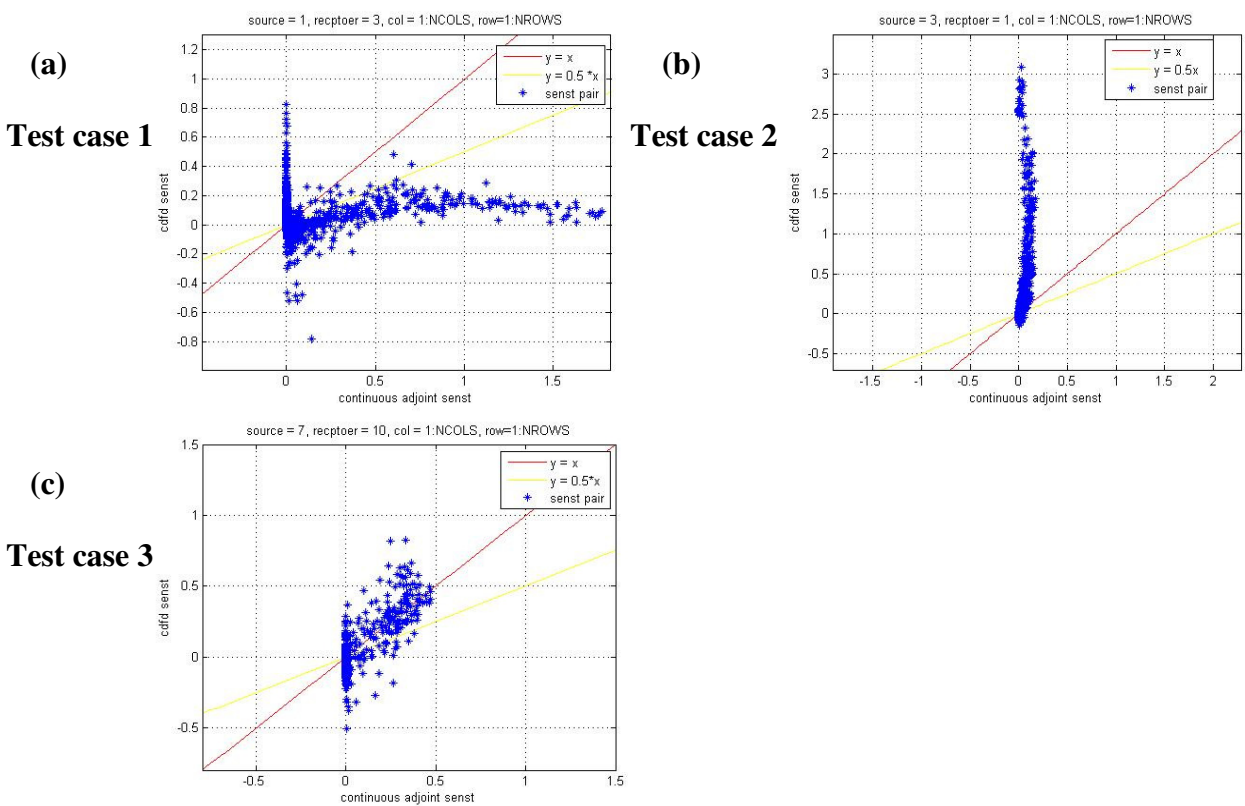 source = 1, recptoer = 3, col = 1:NCOLS, row=1:NROWS
(a)
Test case 1
y = x
y = 0.5 *x
senst pair
cdfd senst
1.2
1
0.8
0.6
0.4
0.2
0
-0.2
-0.4
-0.6
-0.8
0 0.5 1 1.5
continuous adjoint senst
source = 3, recptoer = 1, col = 1:NCOLS, row=1:NROWS
(b)
Test case 2
y = x
y = 0.5x
senst pair
cdfd senst
3
2.5
2
1.5
1
0.5
0
-0.5
-1.5 -1 -0.5 0 0.5 1 1.5 2
continuous adjoint senst
source = 7, recptoer = 10, col = 1:NCOLS, row=1:NROWS
(c)
Test case 3
y = x
y = 0.5*x
senst pair
cdfd senst
1.5
1
0.5
0
-0.5
-0.5 0 0.5 1 1.5
continuous adjoint senst